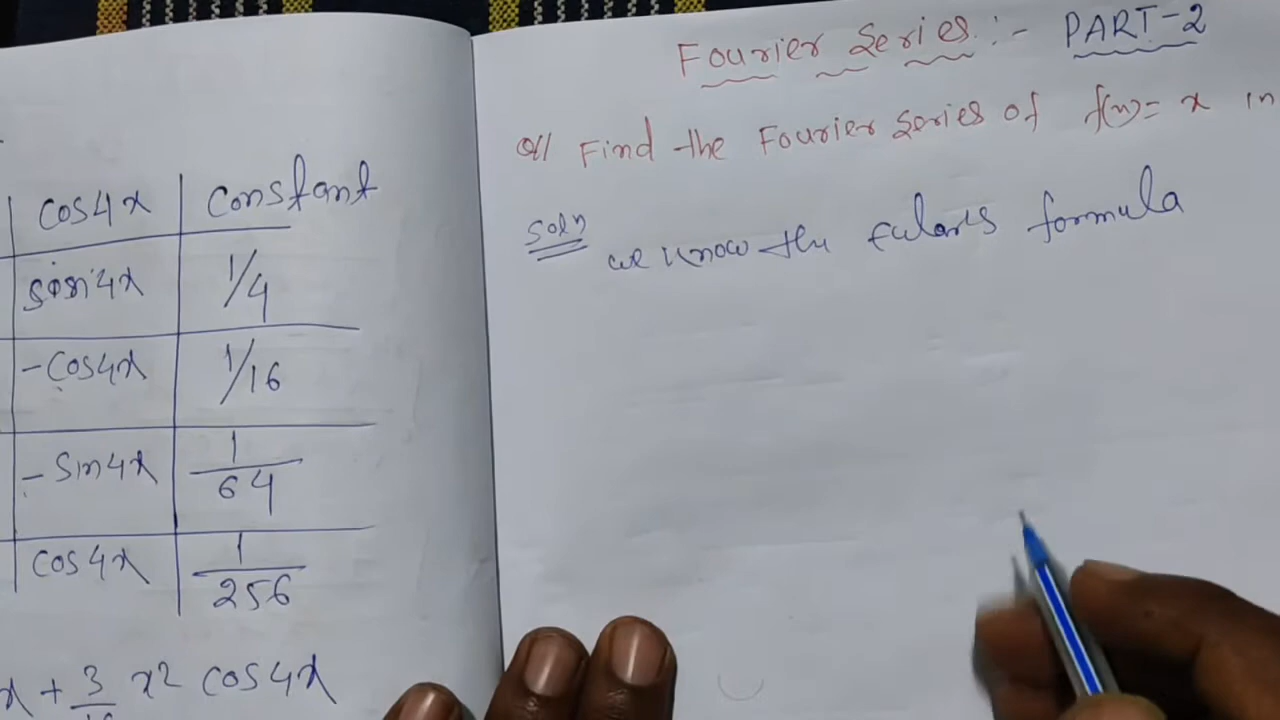 cos4x constant
sin4x 1/4
-cos4x 1/16
-sin4x 1/64
cos4x 1/256
x + 3/ x2 cos4x
Fourier Series :- PART-2
Q1/ Find the Fourier Series of f(x)= x in
Soln
we know the Eulars formula